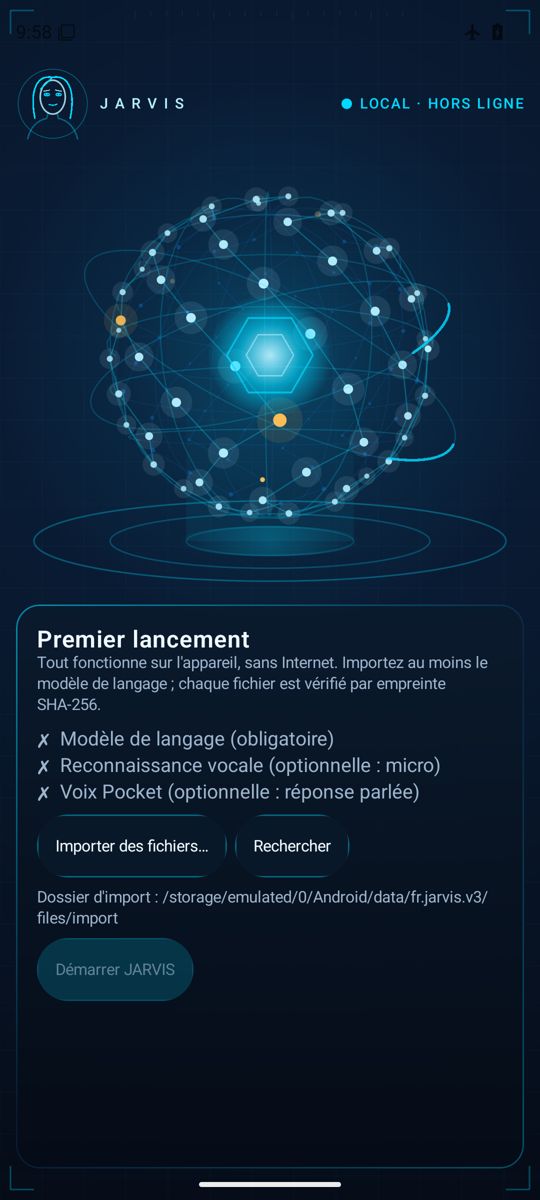 9:58
JARVIS
LOCAL · HORS LIGNE
Premier lancement
Tout fonctionne sur l'appareil, sans Internet. Importez au moins le
modèle de langage ; chaque fichier est vérifié par empreinte
SHA-256.
✗ Modèle de langage (obligatoire)
✗ Reconnaissance vocale (optionnelle : micro)
✗ Voix Pocket (optionnelle : réponse parlée)
Importer des fichiers…
Rechercher
Dossier d'import : /storage/emulated/0/Android/data/fr.jarvis.v3/
files/import
Démarrer JARVIS